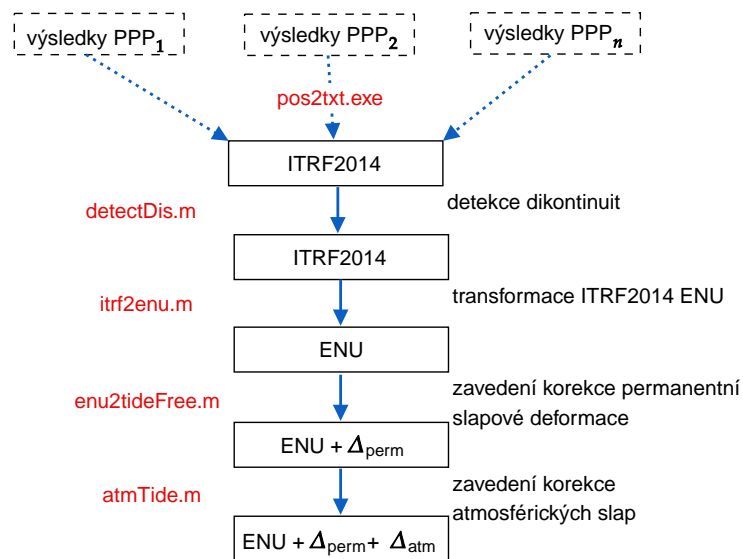 výsledky PPP1
výsledky PPP2
výsledky PPPn
pos2txt.exe
ITRF2014
detectDis.m
detekce dikontinuit
ITRF2014
itrf2enu.m
transformace ITRF2014 ENU
ENU
enu2tideFree.m
zavedení korekce permanentní
slapové deformace
ENU + Δperm
atmTide.m
zavedení korekce
atmosférických slap
ENU + Δperm + Δatm